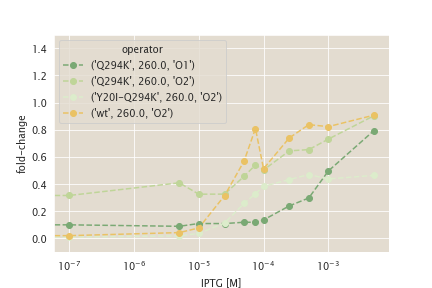 operator
('Q294K', 260.0, 'O1')
('Q294K', 260.0, 'O2')
('Y20I-Q294K', 260.0, 'O2')
('wt', 260.0, 'O2')
fold-change
1.4
1.2
1.0
0.8
0.6
0.4
0.2
0.0
10⁻⁷ 10⁻⁶ 10⁻⁵ 10⁻⁴ 10⁻³
IPTG [M]